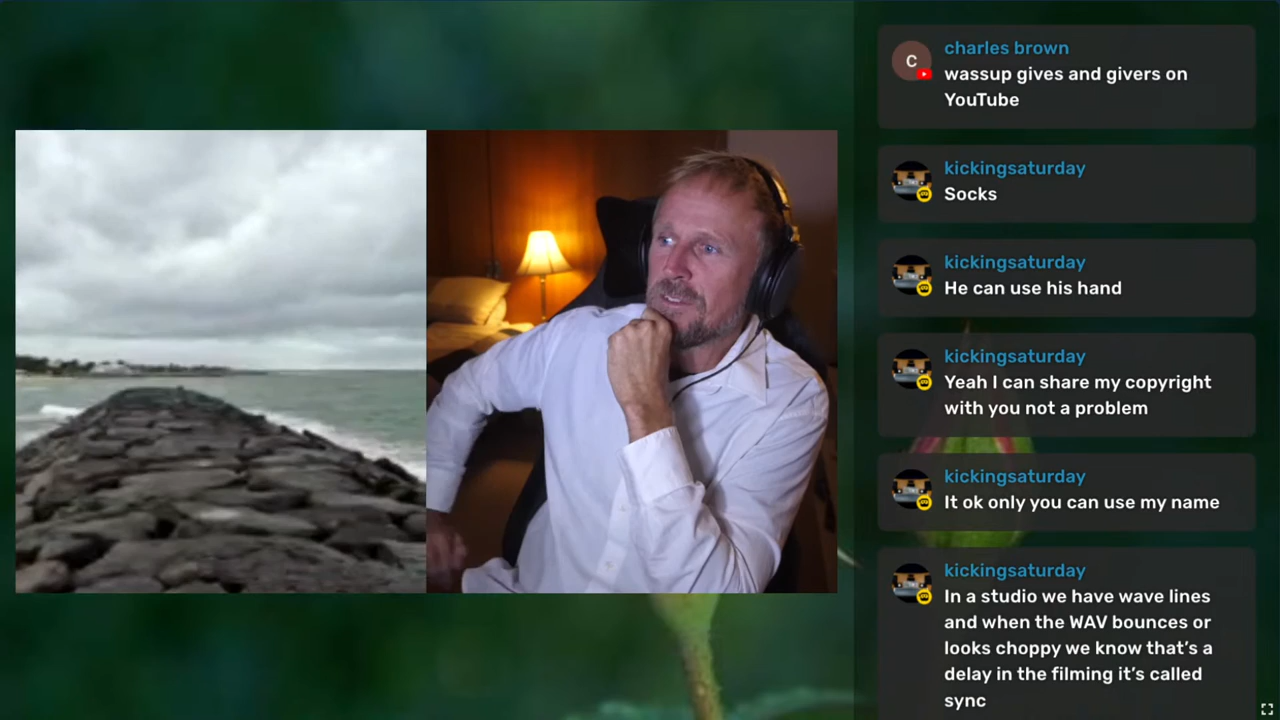 charles brown
wassup gives and givers on
YouTube
kickingsaturday
Socks
kickingsaturday
He can use his hand
kickingsaturday
Yeah I can share my copyright
with you not a problem
kickingsaturday
It ok only you can use my name
kickingsaturday
In a studio we have wave lines
and when the WAV bounces or
looks choppy we know that’s a
delay in the filming it’s called
sync